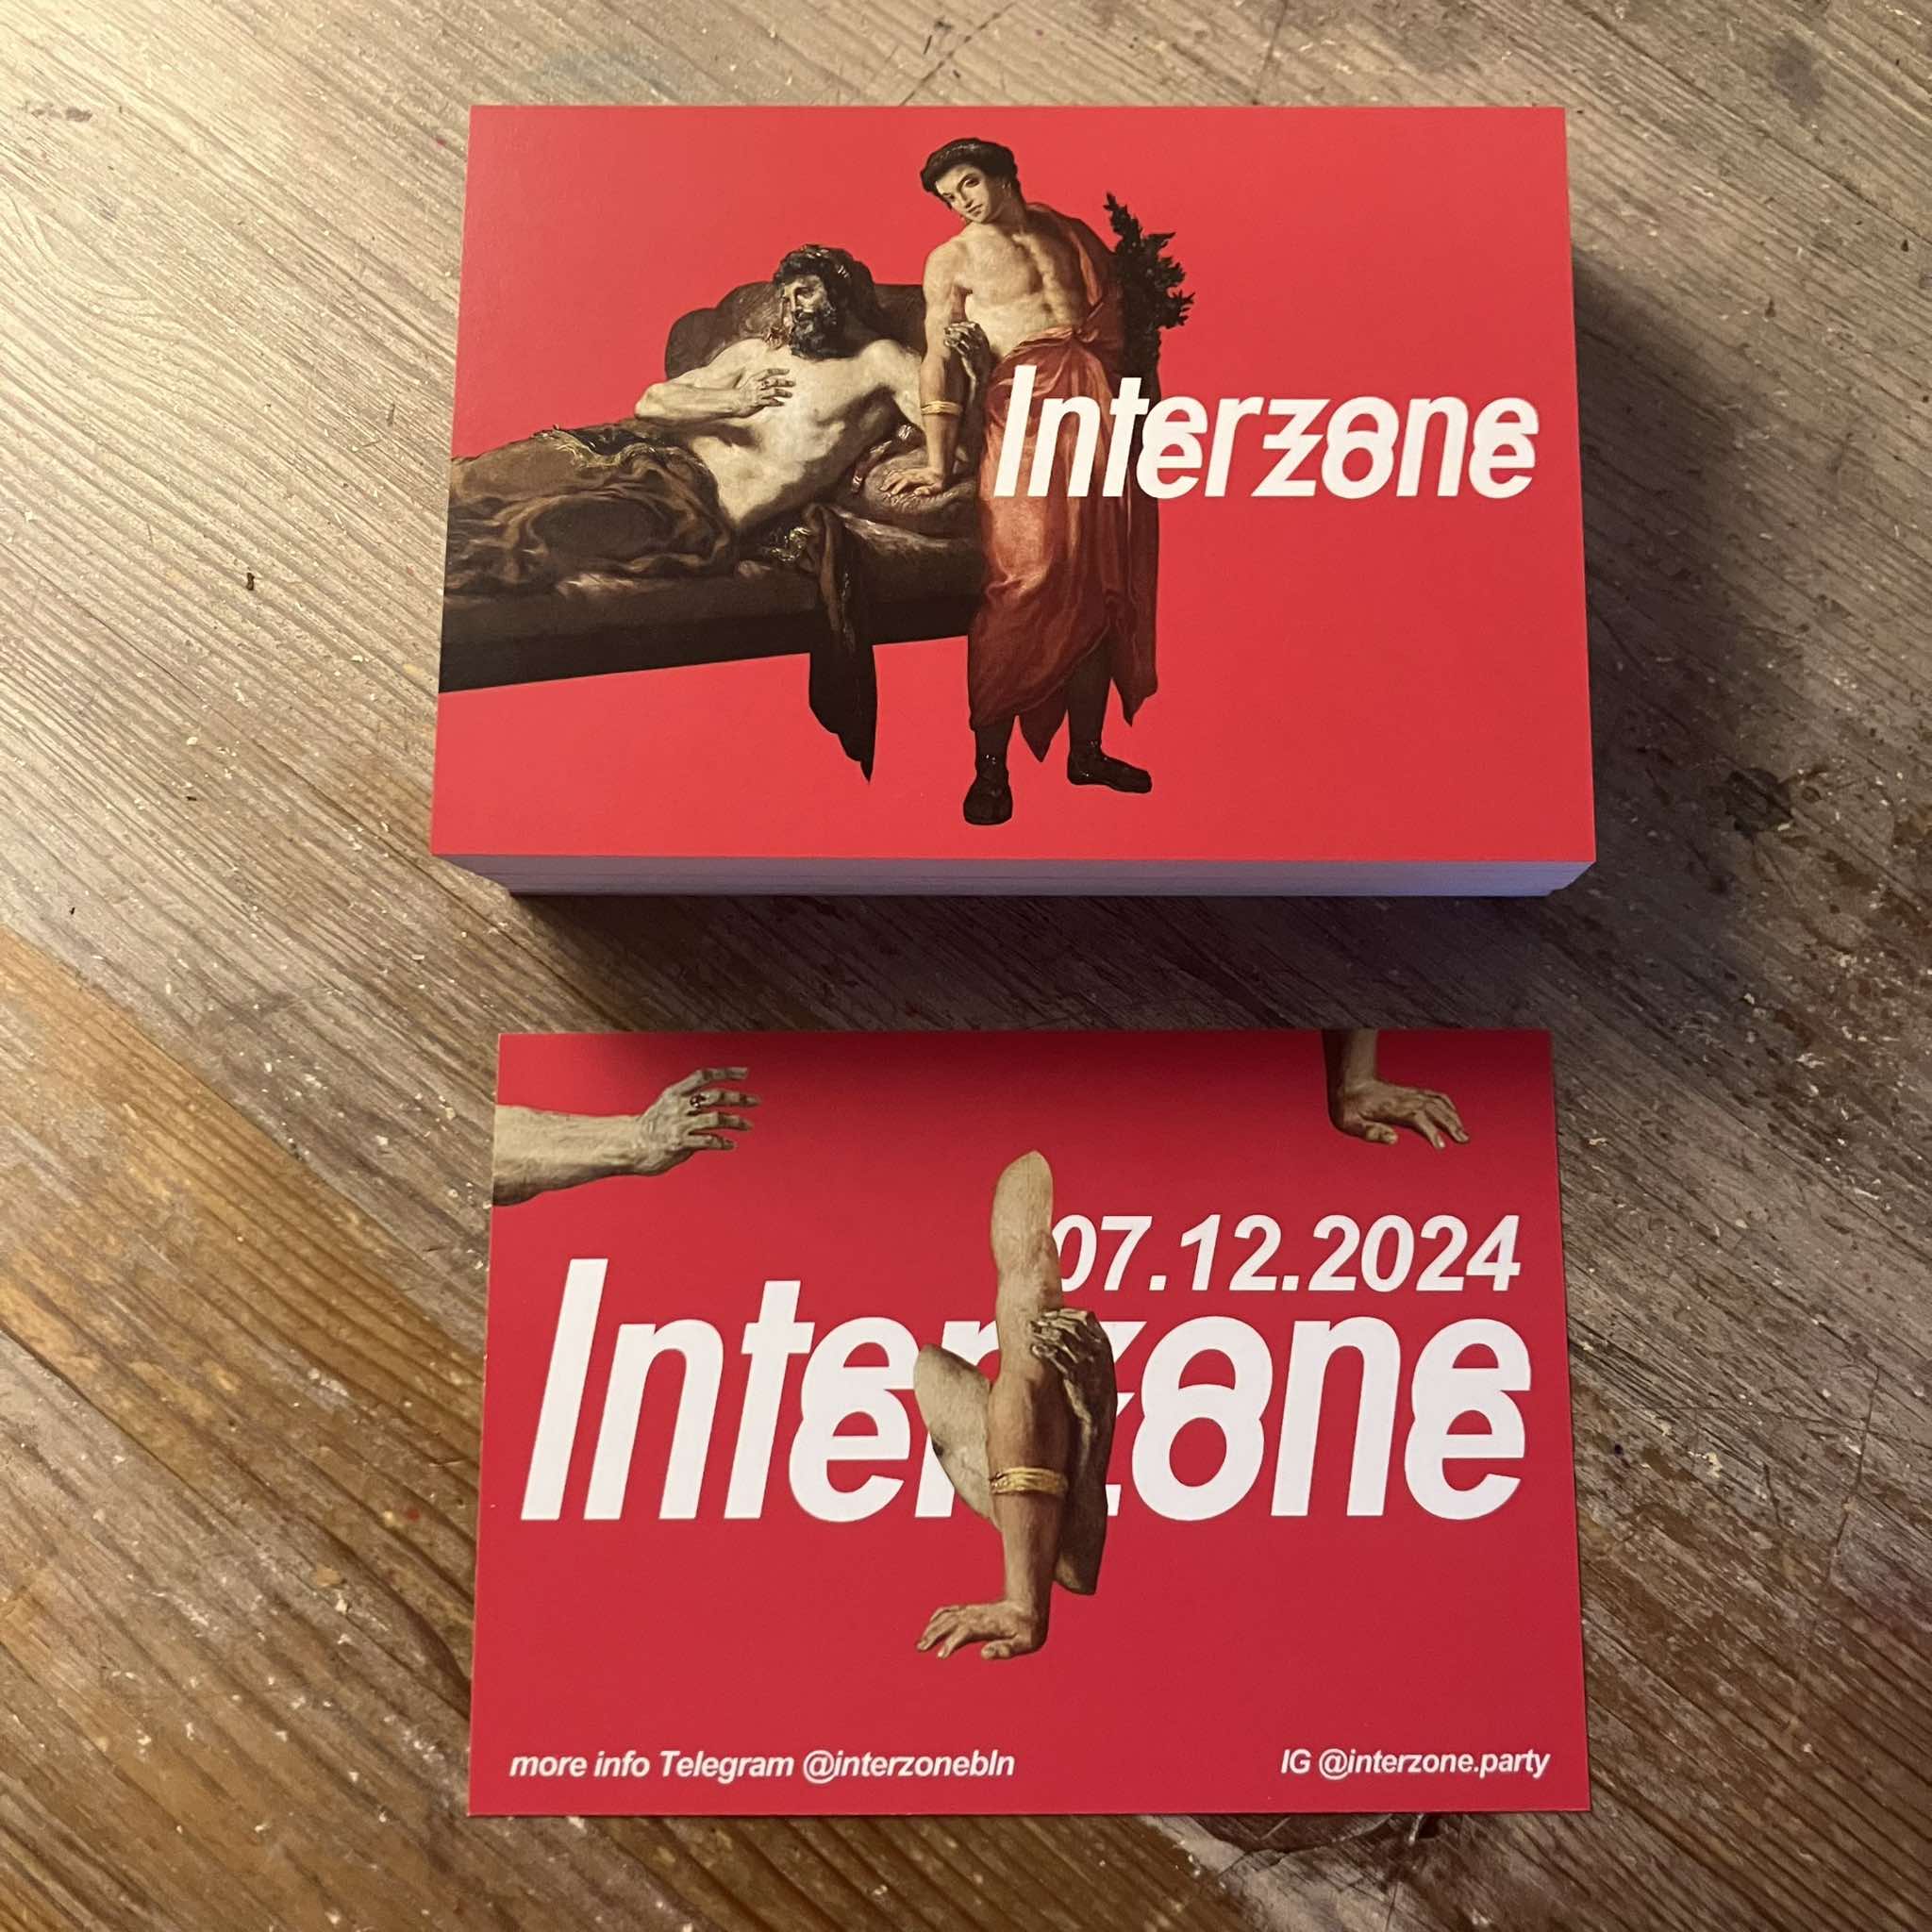 Interzone
07.12.2024
Interzone
more info Telegram @interzonebln
IG @interzone.party